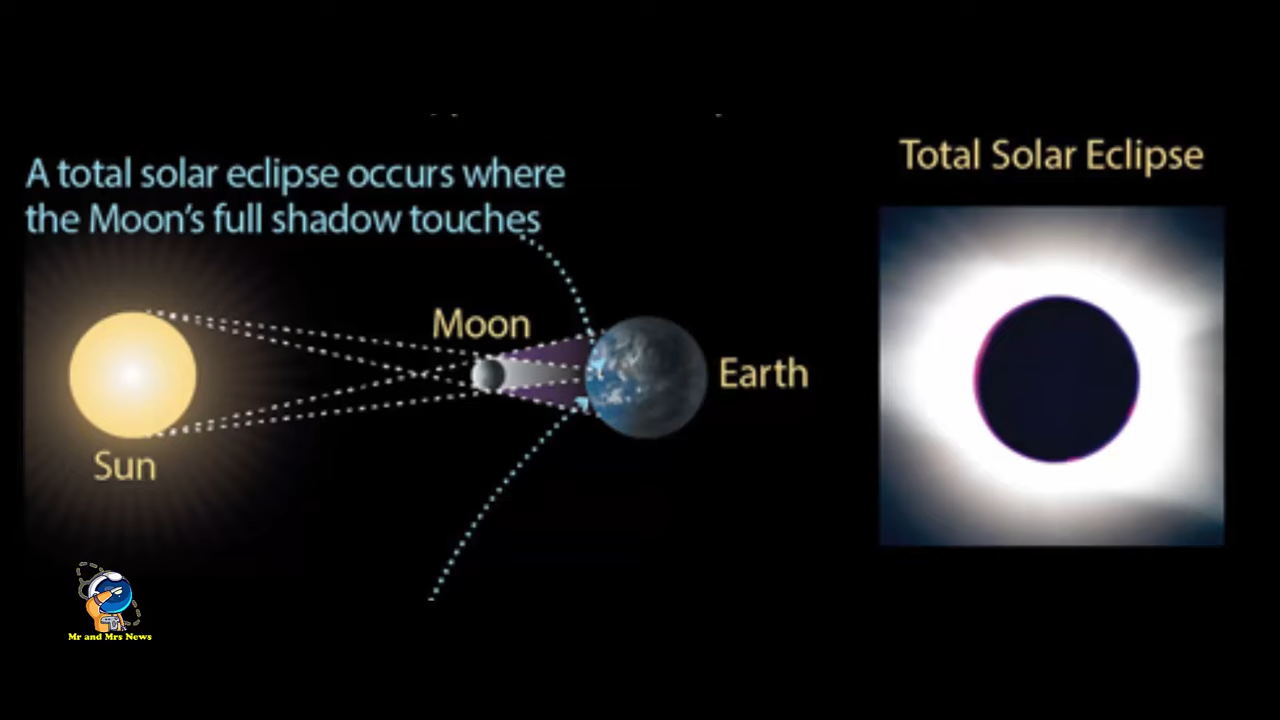 A total solar eclipse occurs where
the Moon's full shadow touches
Total Solar Eclipse
Moon
Earth
Sun
Mr and Mrs News